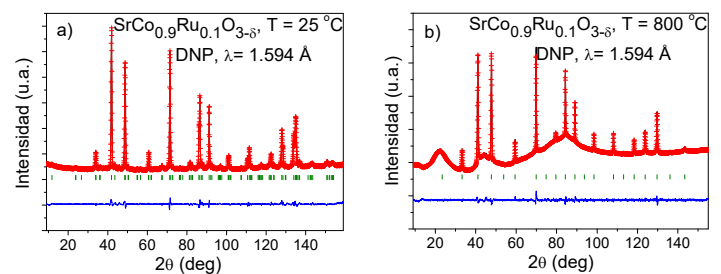 a) SrCo0.9Ru0.1O3-δ, T = 25 °C
DNP, λ= 1.594 Å
Intensidad (u.a.)
20 40 60 80 100 120 140
2θ (deg)
b) SrCo0.9Ru0.1O3-δ, T = 800 °C
DNP, λ= 1.594 Å
Intensidad (u.a.)
20 40 60 80 100 120 140
2θ (deg)